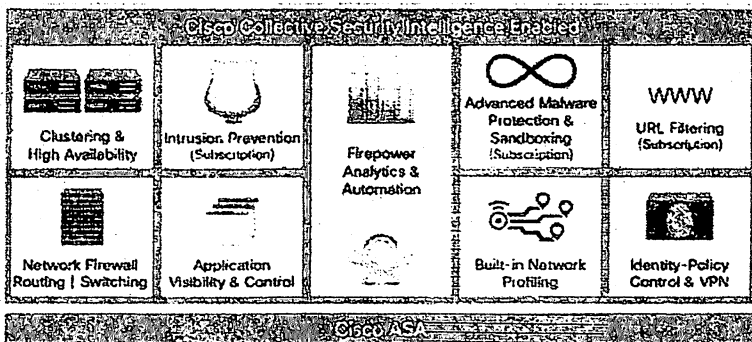 Cisco Collective Security Intelligence Enabled
Clustering &
High Availability
Intrusion Prevention
(Subscription)
Firepower
Analytics &
Automation
Advanced Malware
Protection &
Sandboxing
(Subscription)
WWW
URL Filtering
(Subscription)
Network Firewall
Routing | Switching
Application
Visibility & Control
Built-in Network
Profiling
Identity-Policy
Control & VPN
Cisco ASA